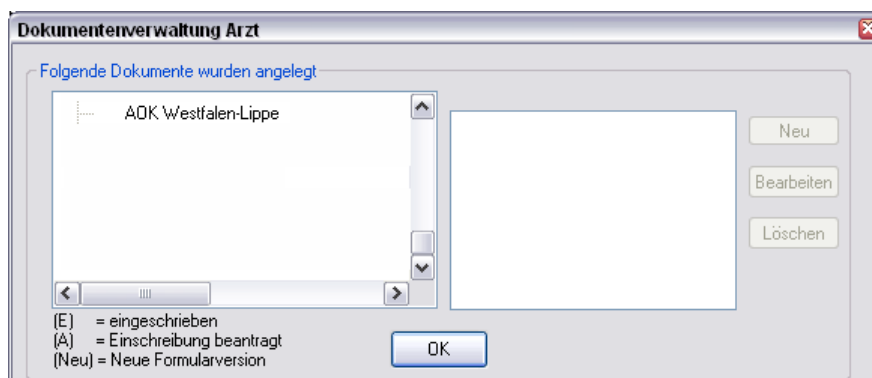 Dokumentenverwaltung Arzt
Folgende Dokumente wurden angelegt
AOK Westfalen-Lippe
Neu
Bearbeiten
Löschen
(E) = eingeschrieben
(A) = Einschreibung beantragt
(Neu) = Neue Formularversion
OK